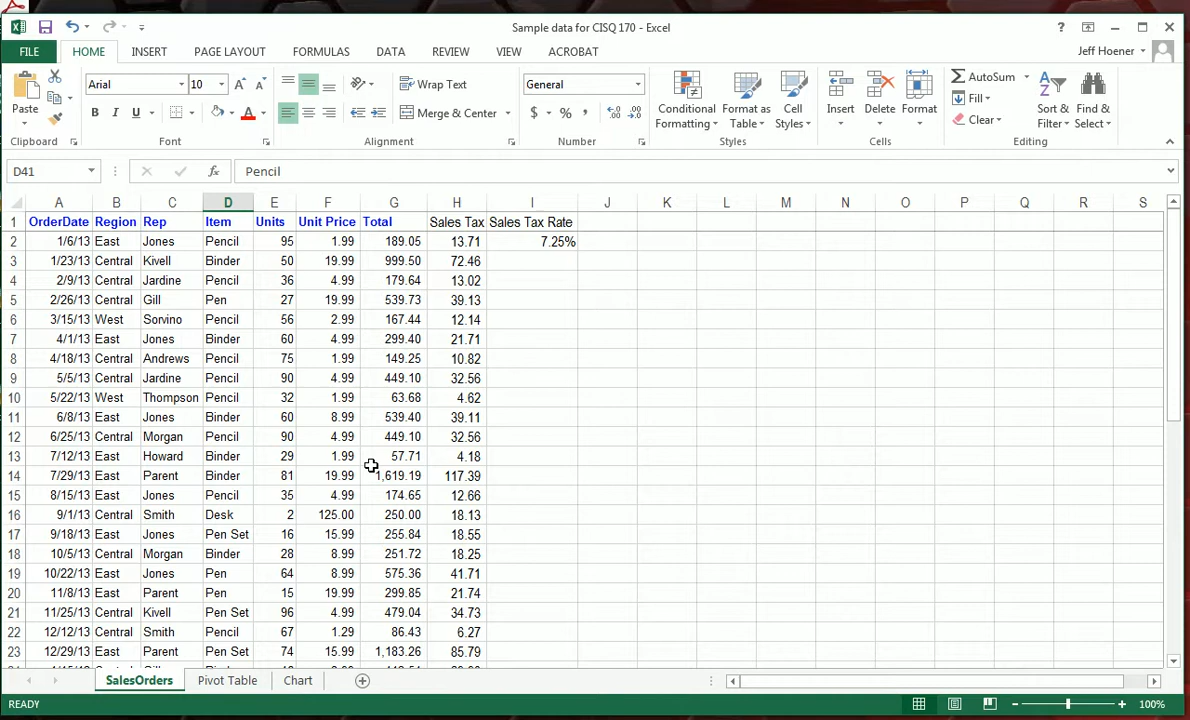 Sample data for CISQ 170 - Excel
FILE HOME INSERT PAGE LAYOUT FORMULAS DATA REVIEW VIEW ACROBAT Jeff Hoener
Arial 10 Wrap Text General Conditional Formatting Format as Table Cell Styles Insert Delete Format AutoSum Fill Clear Sort & Filter Find & Select
Paste B I U A Merge & Center $ % ,
Clipboard Font Alignment Number Styles Cells Editing
D41 fx Pencil
A B C D E F G H I J K L M N O P Q R S
1 OrderDate Region Rep Item Units Unit Price Total Sales Tax Sales Tax Rate
2 1/6/13 East Jones Pencil 95 1.99 189.05 13.71 7.25%
3 1/23/13 Central Kivell Binder 50 19.99 999.50 72.46
4 2/9/13 Central Jardine Pencil 36 4.99 179.64 13.02
5 2/26/13 Central Gill Pen 27 19.99 539.73 39.13
6 3/15/13 West Sorvino Pencil 56 2.99 167.44 12.14
7 4/1/13 East Jones Binder 60 4.99 299.40 21.71
8 4/18/13 Central Andrews Pencil 75 1.99 149.25 10.82
9 5/5/13 Central Jardine Pencil 90 4.99 449.10 32.56
10 5/22/13 West Thompson Pencil 32 1.99 63.68 4.62
11 6/8/13 East Jones Binder 60 8.99 539.40 39.11
12 6/25/13 Central Morgan Pencil 90 4.99 449.10 32.56
13 7/12/13 East Howard Binder 29 1.99 57.71 4.18
14 7/29/13 East Parent Binder 81 19.99 1,619.19 117.39
15 8/15/13 East Jones Pencil 35 4.99 174.65 12.66
16 9/1/13 Central Smith Desk 2 125.00 250.00 18.13
17 9/18/13 East Jones Pen Set 16 15.99 255.84 18.55
18 10/5/13 Central Morgan Binder 28 8.99 251.72 18.25
19 10/22/13 East Jones Pen 64 8.99 575.36 41.71
20 11/8/13 East Parent Pen 15 19.99 299.85 21.74
21 11/25/13 Central Kivell Pen Set 96 4.99 479.04 34.73
22 12/12/13 Central Smith Pencil 67 1.29 86.43 6.27
23 12/29/13 East Parent Pen Set 74 15.99 1,183.26 85.79
SalesOrders Pivot Table Chart
READY 100%